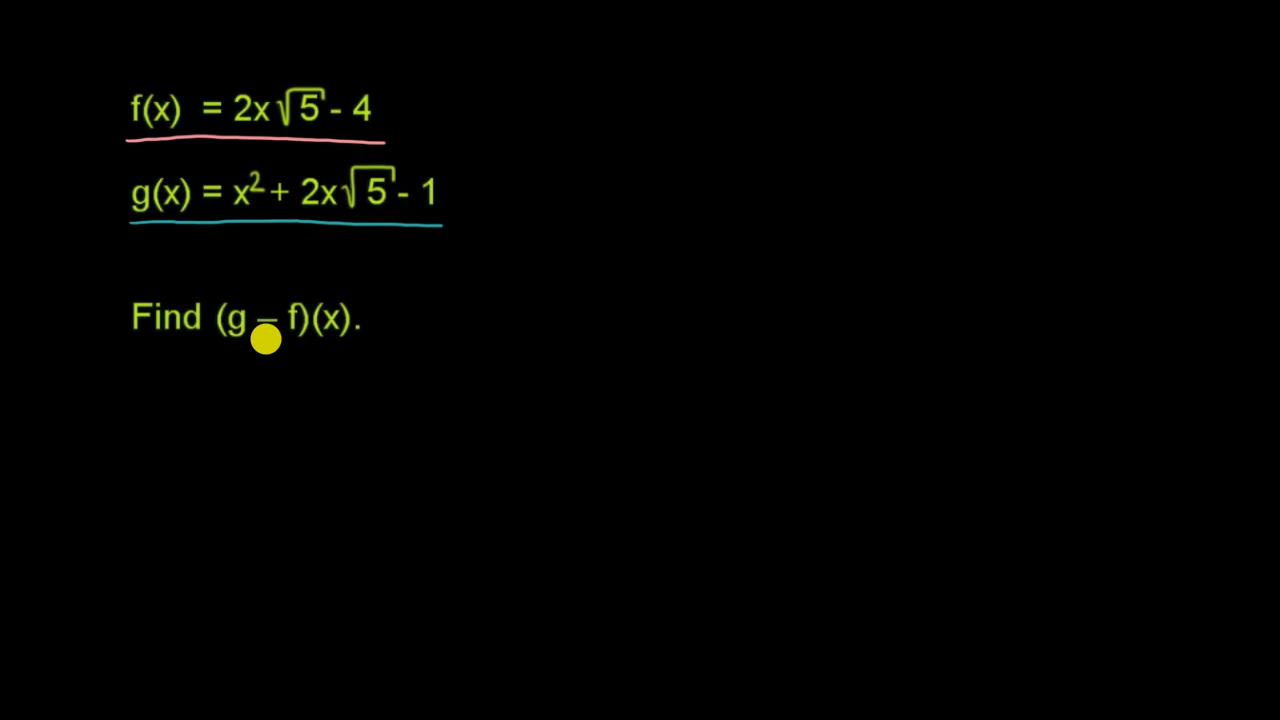 f(x) = 2x√5 - 4
g(x) = x² + 2x√5 - 1
Find (g – f)(x).